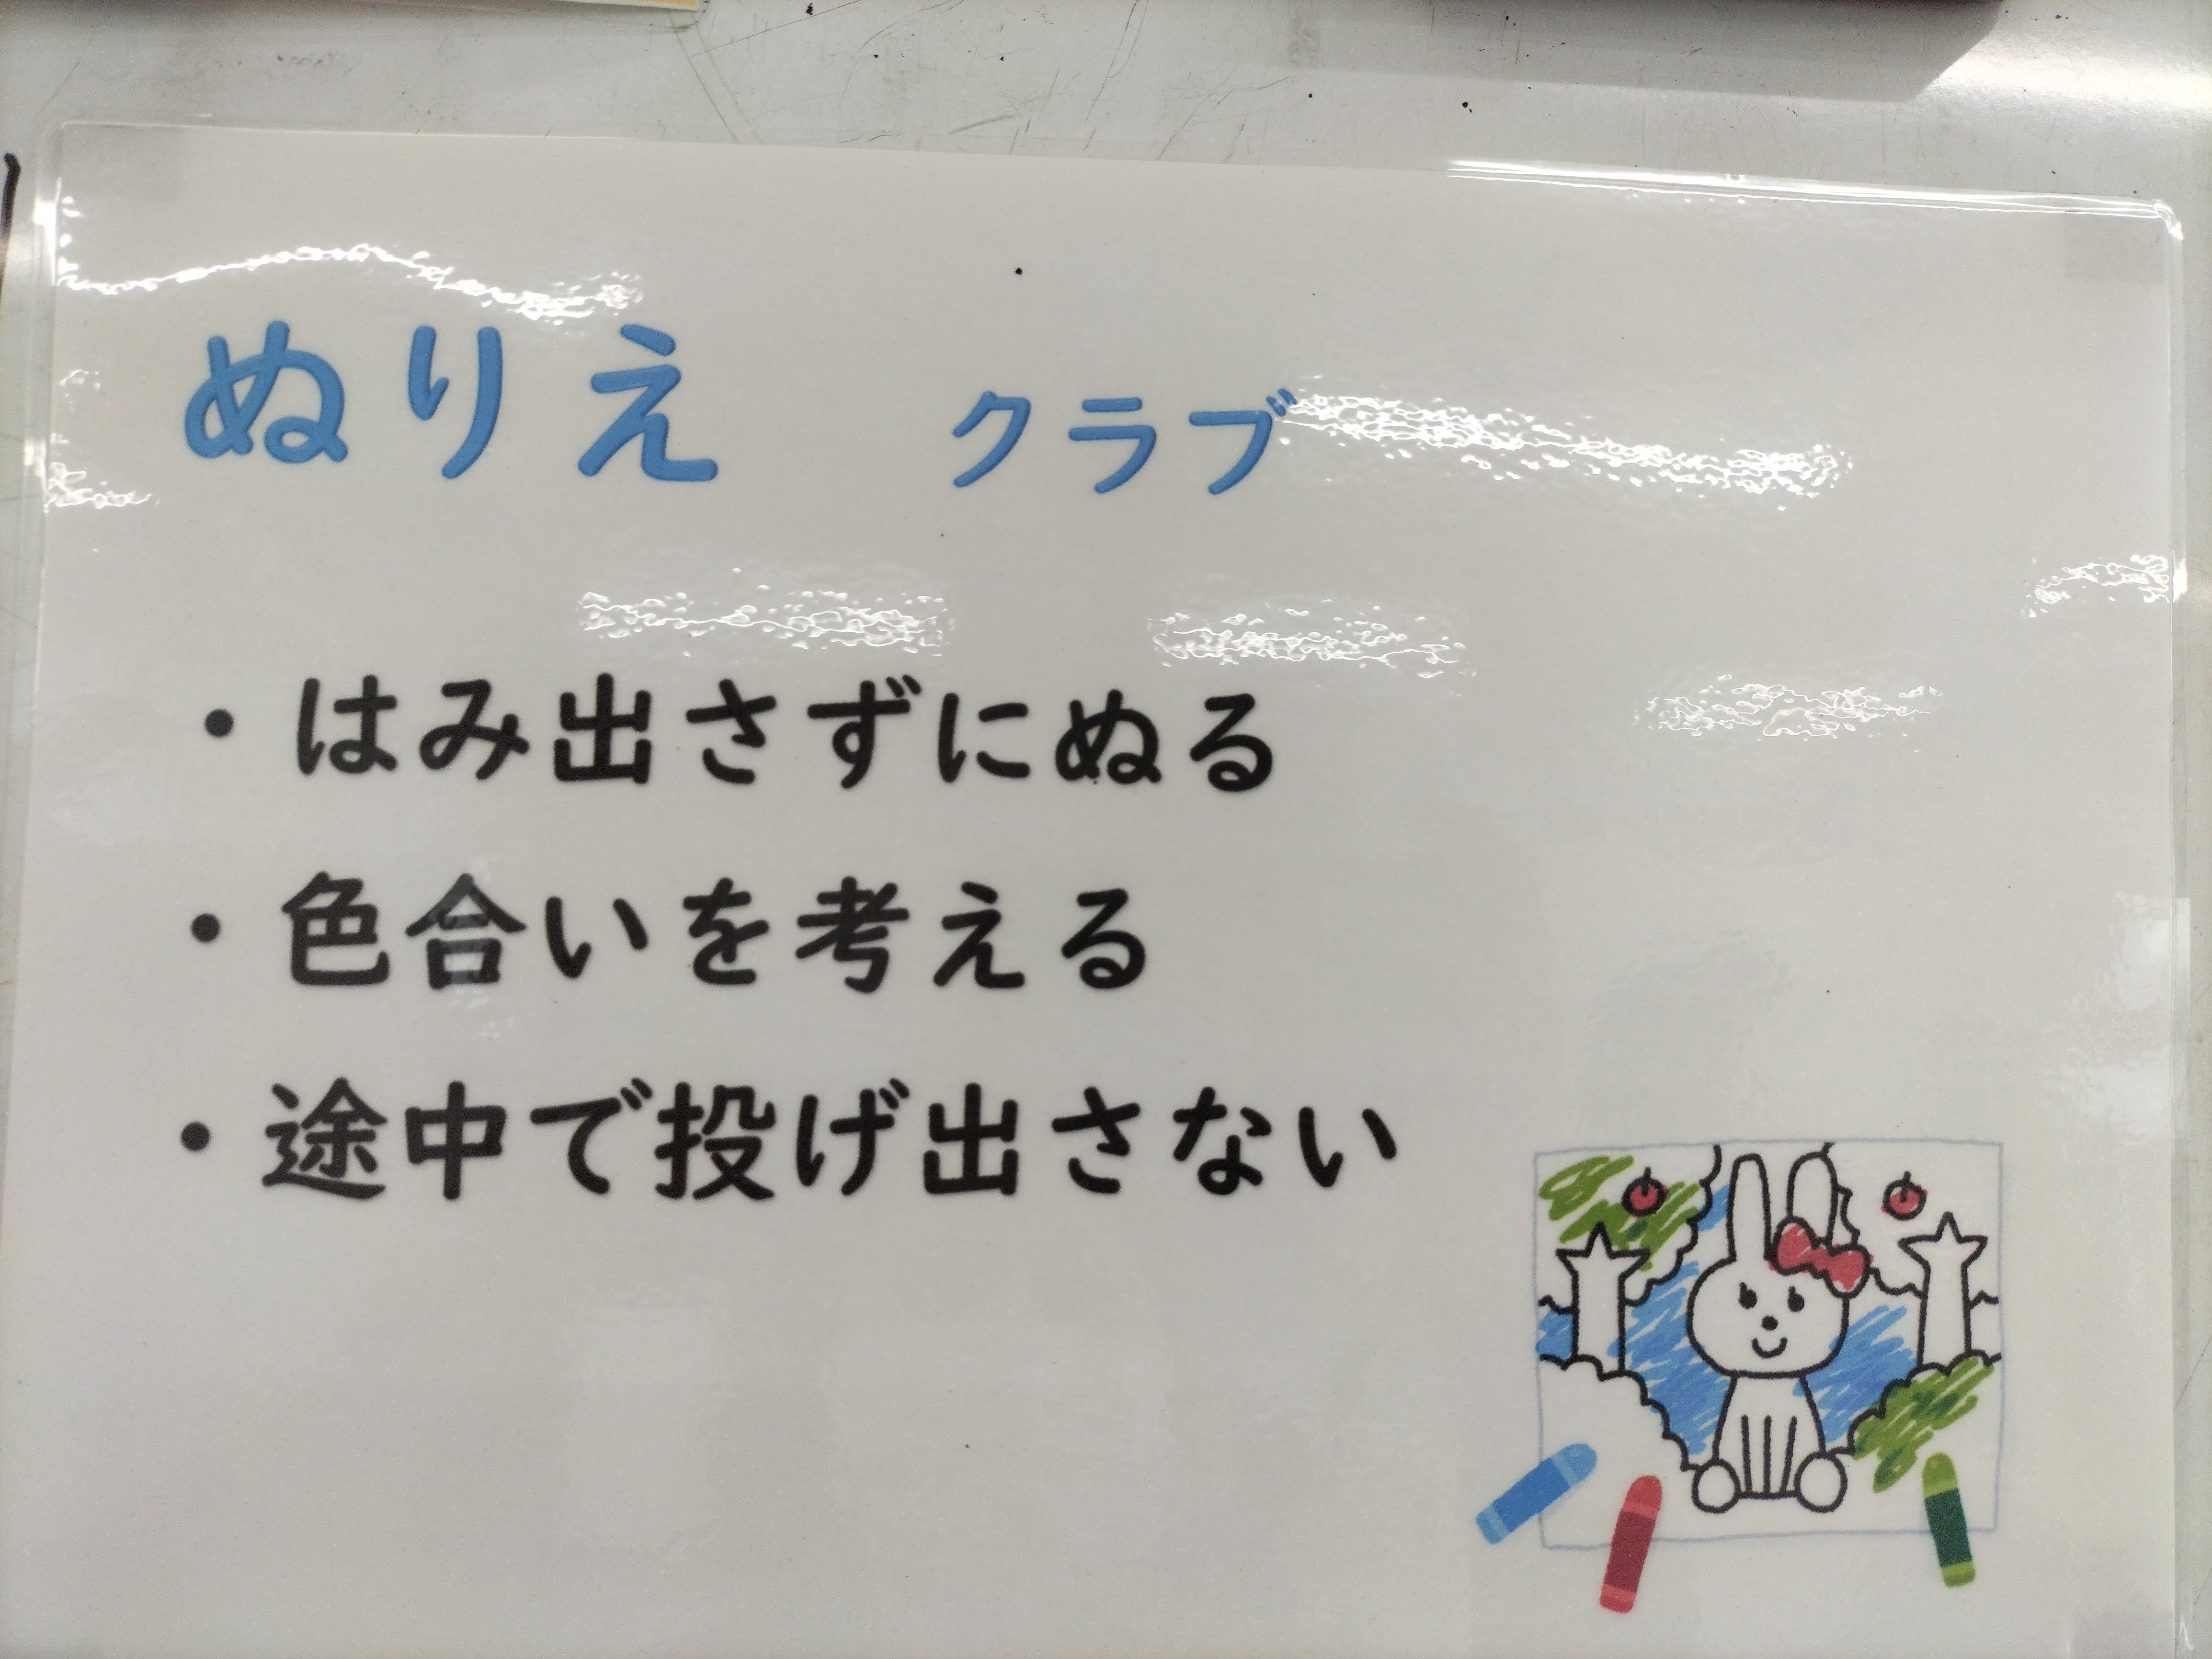 ぬりえ クラブ
・はみ出さずにぬる
・色合いを考える
・途中で投げ出さない